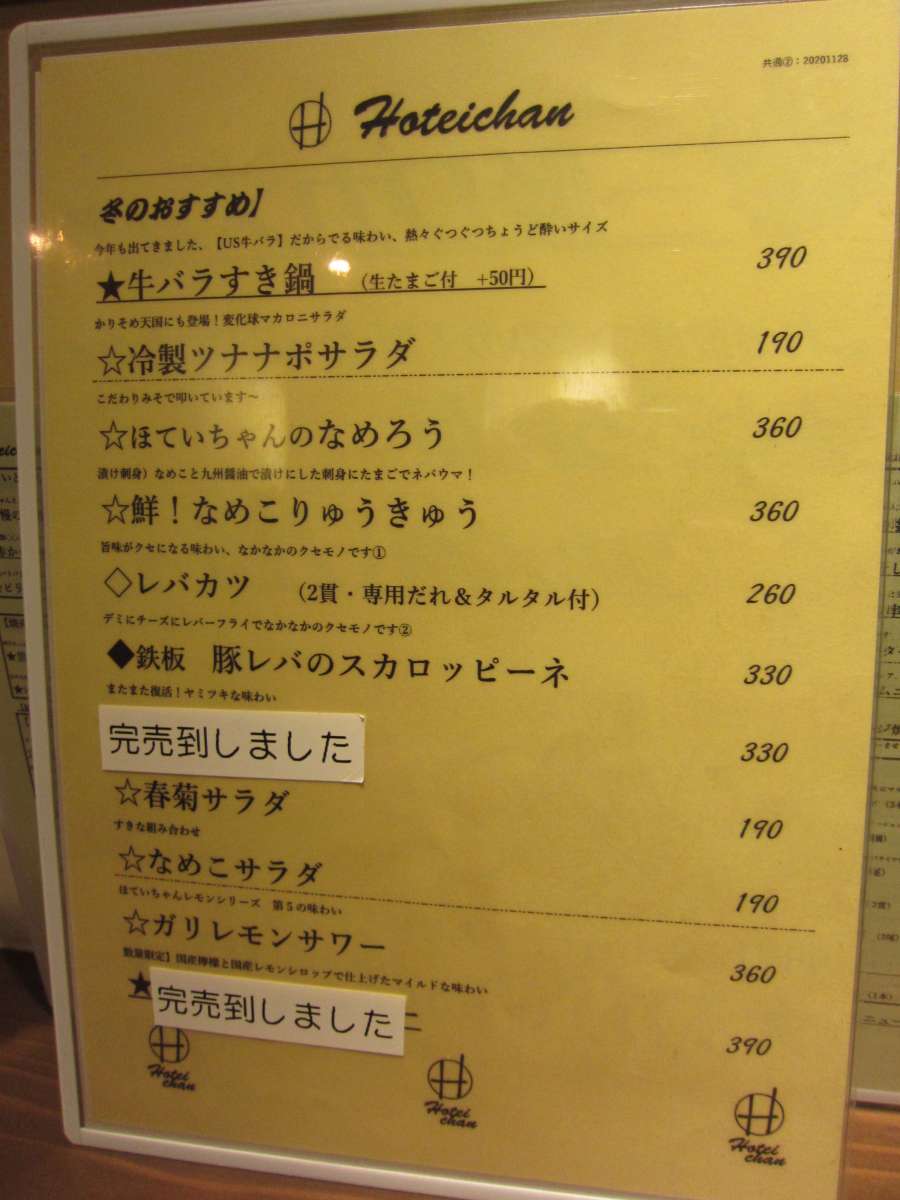 共通②：20201128
Hoteichan
冬のおすすめ】
今年も出てきました、【US牛バラ】だからでる味わい、熱々ぐつぐつちょうど酔いサイズ
★牛バラすき鍋 （生たまご付 +50円） 390
かりそめ天国にも登場！変化球マカロニサラダ
☆冷製ツナナポサラダ 190
こだわりみそで叩いています～
☆ほていちゃんのなめろう 360
漬け刺身）なめこと九州醤油で漬けにした刺身にたまごでネバウマ！
☆鮮！なめこりゅうきゅう 360
旨味がクセになる味わい、なかなかのクセモノです①
◇レバカツ （2貫・専用だれ＆タルタル付） 260
デミにチーズにレバーフライでなかなかのクセモノです②
◆鉄板 豚レバのスカロッピーネ 330
またまた復活！ヤミツキな味わい
完売到しました 330
☆春菊サラダ 190
すきな組み合わせ
☆なめこサラダ 190
ほていちゃんレモンシリーズ 第5の味わい
☆ガリレモンサワー 360
数量限定】国産檸檬と国産レモンシロップで仕上げたマイルドな味わい
★ 完売到しました 390
Hotei chan
Hotei chan
Hotei chan